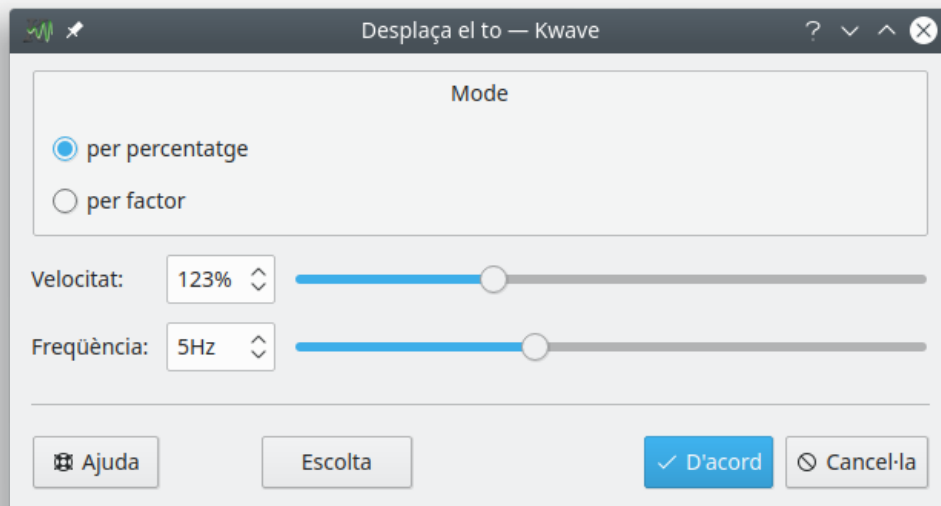 Desplaça el to — Kwave
Mode
per percentatge
per factor
Velocitat: 123%
Freqüència: 5Hz
Ajuda Escolta D'acord Cancel·la